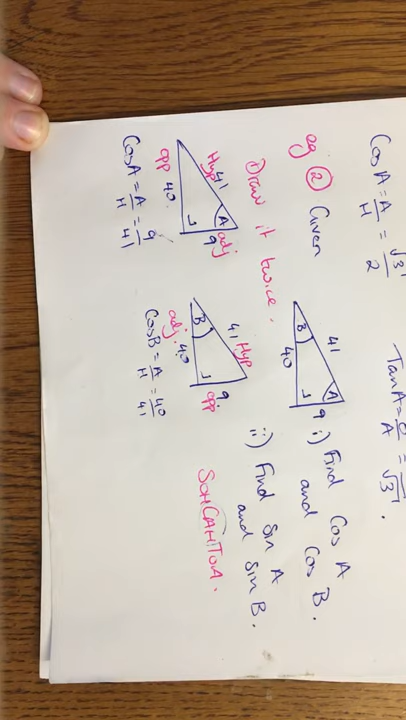 Cos A = A/H = √3/2
Tan A = O/A = /√3.
eg ② Given
41
A
B
40
9
i) Find Cos A
and Cos B.
ii) Find Sin A
and Sin B.
Draw it twice.
SOHCAHTOA.
Hyp 41
A
adj
9
opp 40
Cos A = A/H = 9/41
41 Hyp
B
adj. 40
9
opp
Cos B = A/H = 40/41